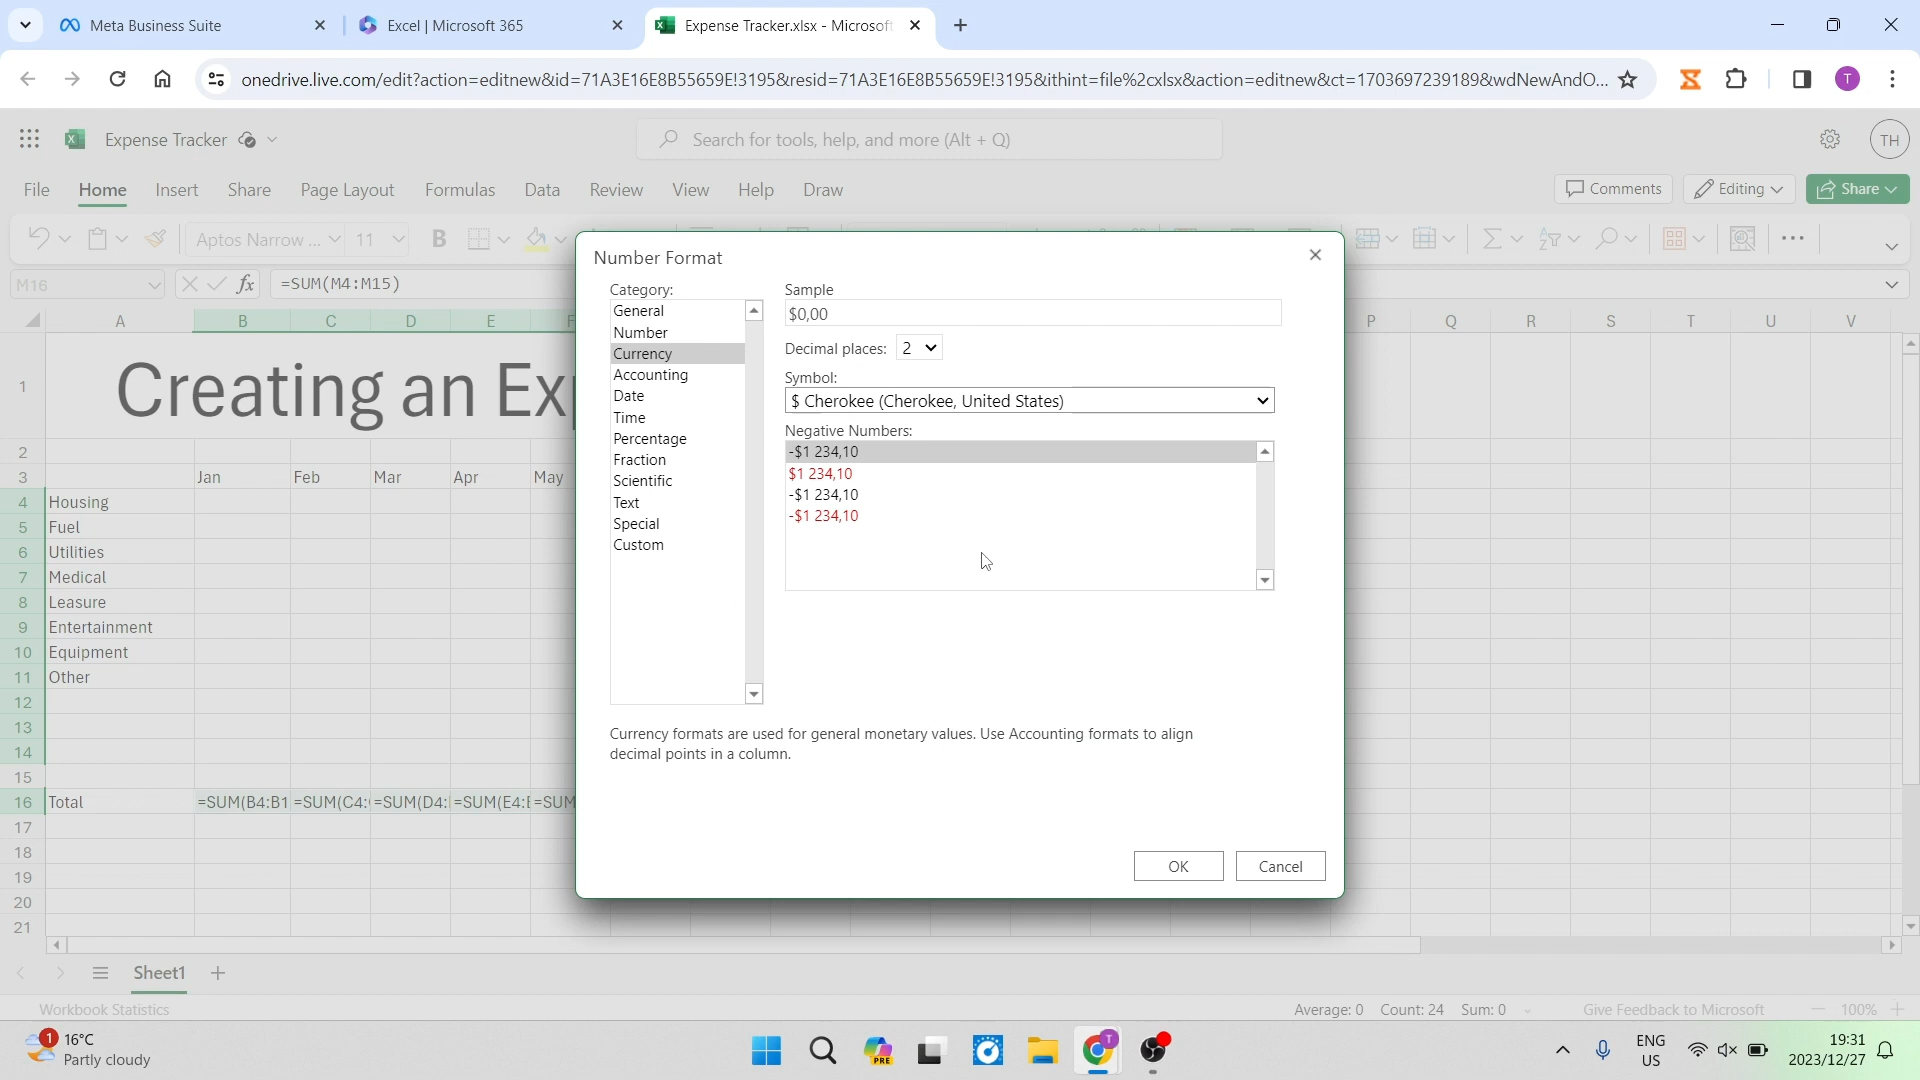 Meta Business Suite
Excel | Microsoft 365
Expense Tracker.xlsx - Microsoft
onedrive.live.com/edit?action=editnew&id=71A3E16E8B55659E!3195&resid=71A3E16E8B55659E!3195&ithint=file%2cxlsx&action=editnew&ct=1703697239189&wdNewAndO...
T
Expense Tracker
Search for tools, help, and more (Alt + Q)
TH
File Home Insert Share Page Layout Formulas Data Review View Help Draw
Comments Editing Share
Aptos Narrow ... 11 B
M16 fx =SUM(M4:M15)
A B C D E F P Q R S T U V
1 Creating an Exp
2
3 Jan Feb Mar Apr May
4 Housing
5 Fuel
6 Utilities
7 Medical
8 Leasure
9 Entertainment
10 Equipment
11 Other
12
13
14
15
16 Total =SUM(B4:B1 =SUM(C4: =SUM(D4: =SUM(E4: =SUM
17
18
19
20
21
Number Format
Category:
General
Number
Currency
Accounting
Date
Time
Percentage
Fraction
Scientific
Text
Special
Custom
Sample
$0,00
Decimal places: 2
Symbol:
$ Cherokee (Cherokee, United States)
Negative Numbers:
-$1 234,10
$1 234,10
-$1 234,10
-$1 234,10
Currency formats are used for general monetary values. Use Accounting formats to align
decimal points in a column.
OK Cancel
Sheet1
Workbook Statistics Average: 0 Count: 24 Sum: 0 Give Feedback to Microsoft 100%
1
16°C
Partly cloudy
PRE
T
ENG
US
19:31
2023/12/27